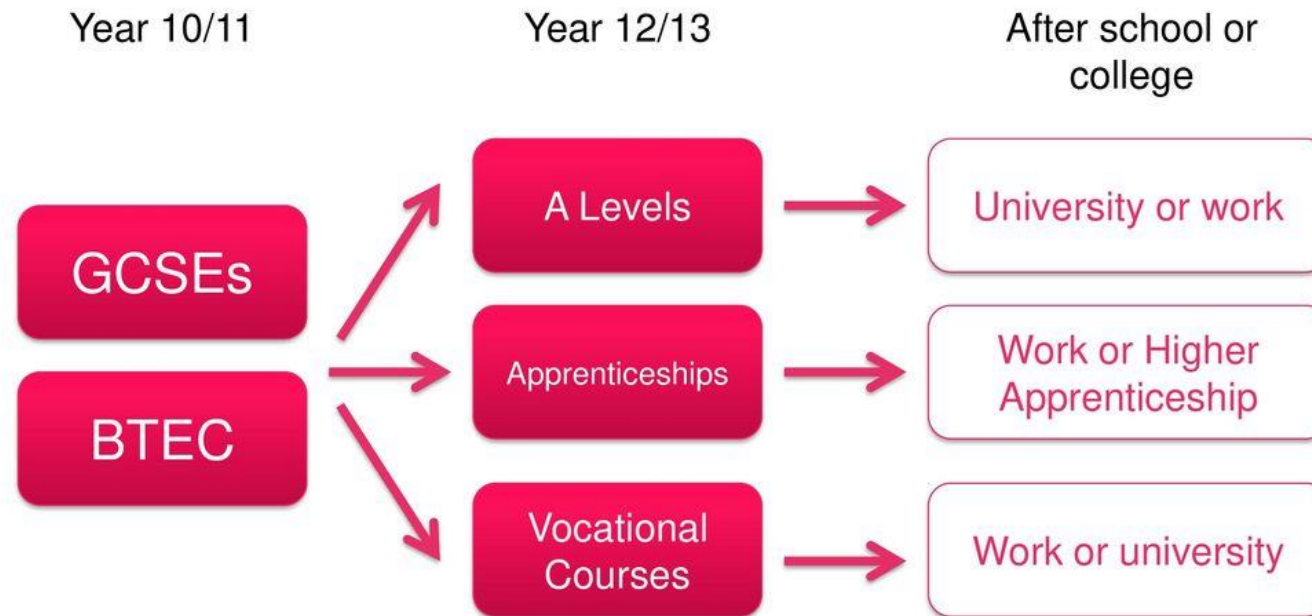 Year 10/11
Year 12/13
After school or
college
GCSEs
BTEC
A Levels
Apprenticeships
Vocational
Courses
University or work
Work or Higher
Apprenticeship
Work or university